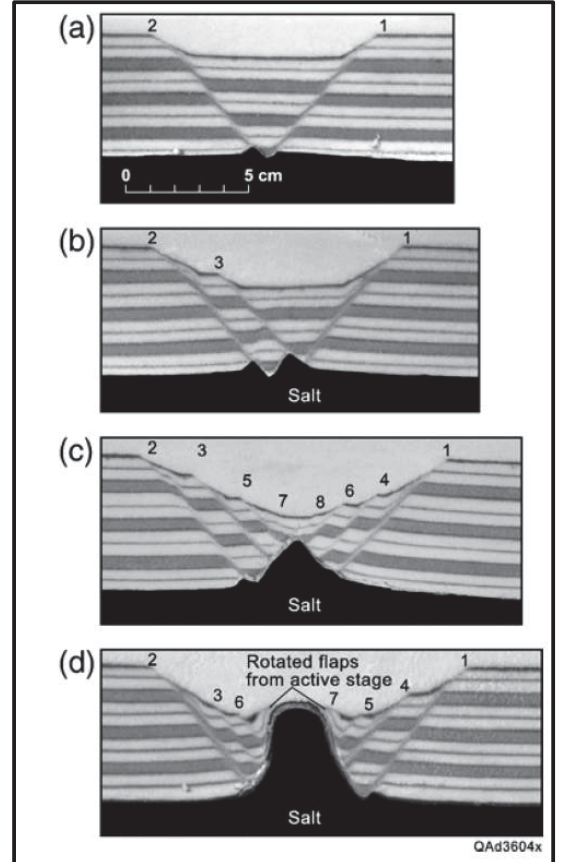 (a)
2 1
0 5 cm
(b)
2 1
3
Salt
(c)
2 3 1
5 7 8 6 4
Salt
(d)
2 Rotated flaps 1
from active stage
3 6 7 5 4
Salt
QAd3604x